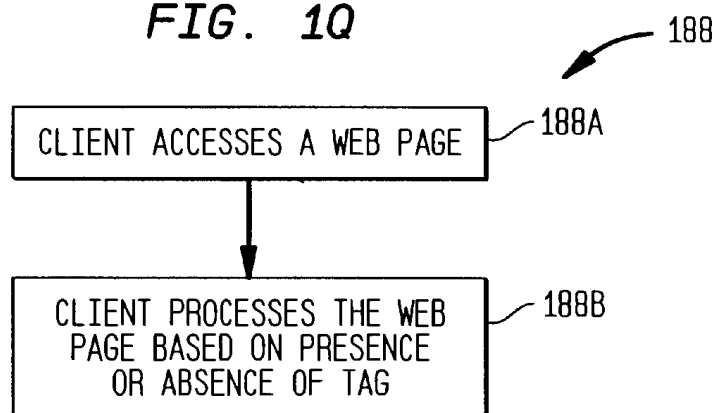 FIG. 1Q
188
CLIENT ACCESSES A WEB PAGE
188A
CLIENT PROCESSES THE WEB
PAGE BASED ON PRESENCE
OR ABSENCE OF TAG
188B